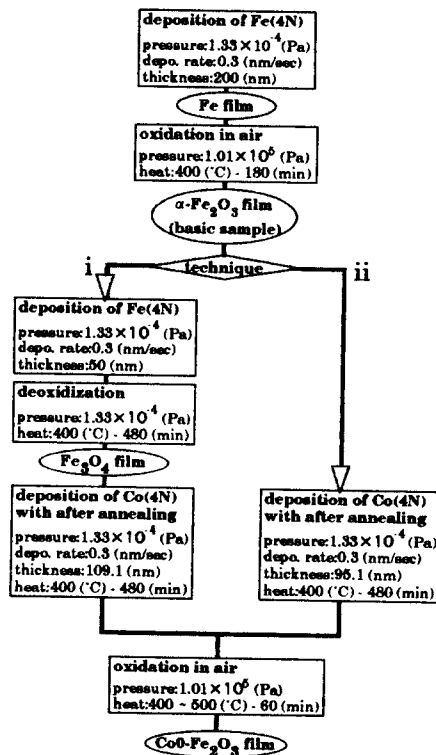 deposition of Fe(4N)
pressure:1.33×10⁻⁴ (Pa)
depo. rate:0.3 (nm/sec)
thickness:200 (nm)
Fe film
oxidation in air
pressure:1.01×10⁵ (Pa)
heat:400 (°C) - 180 (min)
α-Fe₂O₃ film
(basic sample)
technique
i
ii
deposition of Fe(4N)
pressure:1.33×10⁻⁴ (Pa)
depo. rate:0.3 (nm/sec)
thickness:50 (nm)
deoxidization
pressure:1.33×10⁻⁴ (Pa)
heat:400 (°C) - 480 (min)
Fe₃O₄ film
deposition of Co(4N)
with after annealing
pressure:1.33×10⁻⁴ (Pa)
depo. rate:0.3 (nm/sec)
thickness:109.1 (nm)
heat:400 (°C) - 480 (min)
deposition of Co(4N)
with after annealing
pressure:1.33×10⁻⁴ (Pa)
depo. rate:0.3 (nm/sec)
thickness:95.1 (nm)
heat:400 (°C) - 480 (min)
oxidation in air
pressure:1.01×10⁵ (Pa)
heat:400 ~ 500 (°C) - 60 (min)
Co0-Fe₂O₃ film